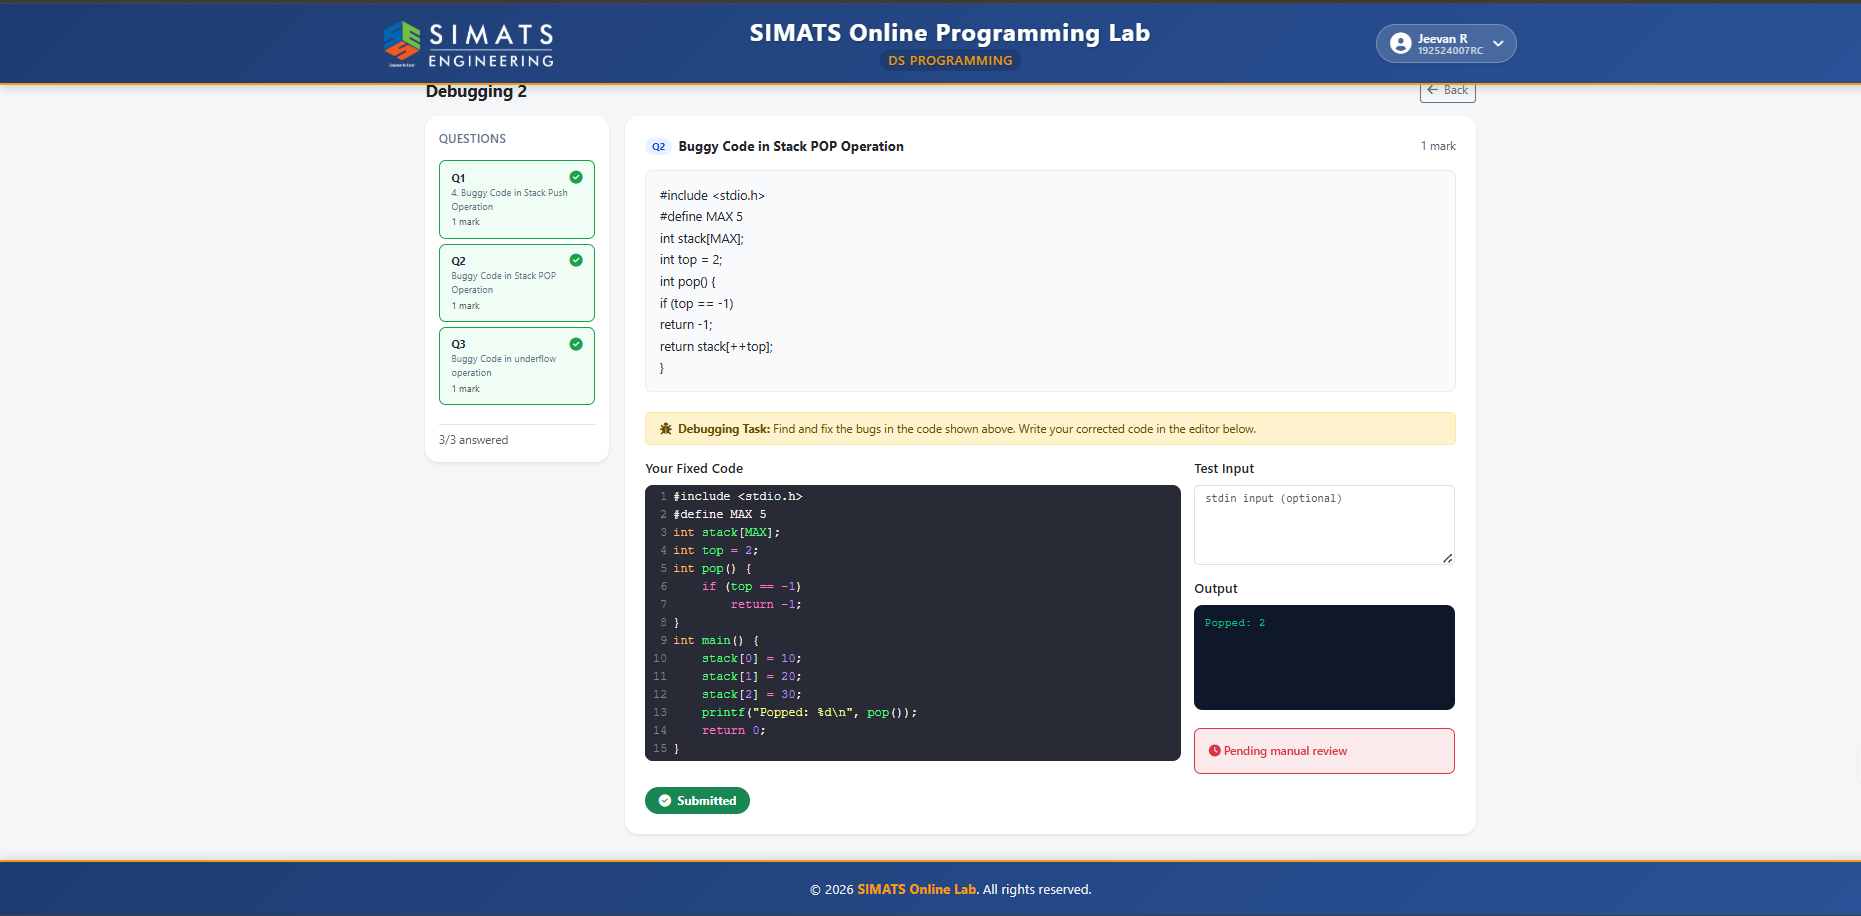 SIMATS
ENGINEERING
SIMATS Online Programming Lab
DS PROGRAMMING
Jeevan R
192524007RC
Debugging 2
Back
QUESTIONS
Q1
4. Buggy Code in Stack Push
Operation
1 mark
Q2
Buggy Code in Stack POP
Operation
1 mark
Q3
Buggy Code in underflow
operation
1 mark
3/3 answered
Q2 Buggy Code in Stack POP Operation
1 mark
#include <stdio.h>
#define MAX 5
int stack[MAX];
int top = 2;
int pop() {
if (top == -1)
return -1;
return stack[++top];
}
Debugging Task: Find and fix the bugs in the code shown above. Write your corrected code in the editor below.
Your Fixed Code
1 #include <stdio.h>
2 #define MAX 5
3 int stack[MAX];
4 int top = 2;
5 int pop() {
6     if (top == -1)
7         return -1;
8 }
9 int main() {
10     stack[0] = 10;
11     stack[1] = 20;
12     stack[2] = 30;
13     printf("Popped: %d\n", pop());
14     return 0;
15 }
Submitted
Test Input
stdin input (optional)
Output
Popped: 2
Pending manual review
© 2026 SIMATS Online Lab. All rights reserved.